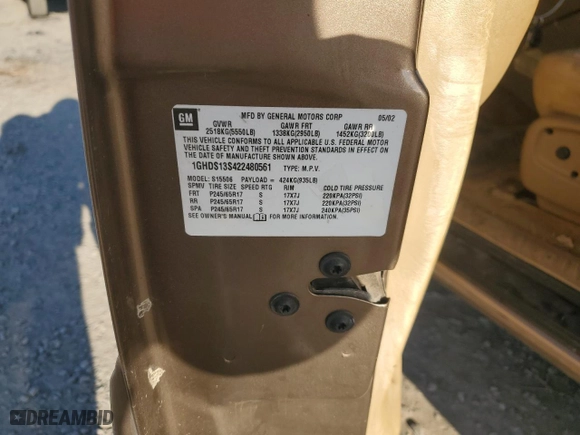 GM
MFD BY GENERAL MOTORS CORP 05/02
GVWR GAWR FRT GAWR RR
2518KG(5550LB) 1338KG(2950LB) 1452KG(3200LB)
THIS VEHICLE CONFORMS TO ALL APPLICABLE U.S. FEDERAL MOTOR
VEHICLE SAFETY AND THEFT PREVENTION STANDARDS IN EFFECT ON
THE DATE OF MANUFACTURE SHOWN ABOVE.
1GHDS13S422480561 TYPE: M.P.V.
MODEL: S15506 PAYLOAD = 424KG(935LB)
SPMV TIRE SIZE SPEED RTG RIM COLD TIRE PRESSURE
FRT P245/65R17 S 17X7J 220KPA(32PSI)
RR P245/65R17 S 17X7J 220KPA(32PSI)
SPA P245/65R17 S 17X7J 240KPA(35PSI)
SEE OWNER'S MANUAL FOR MORE INFORMATION.
DREAMBID